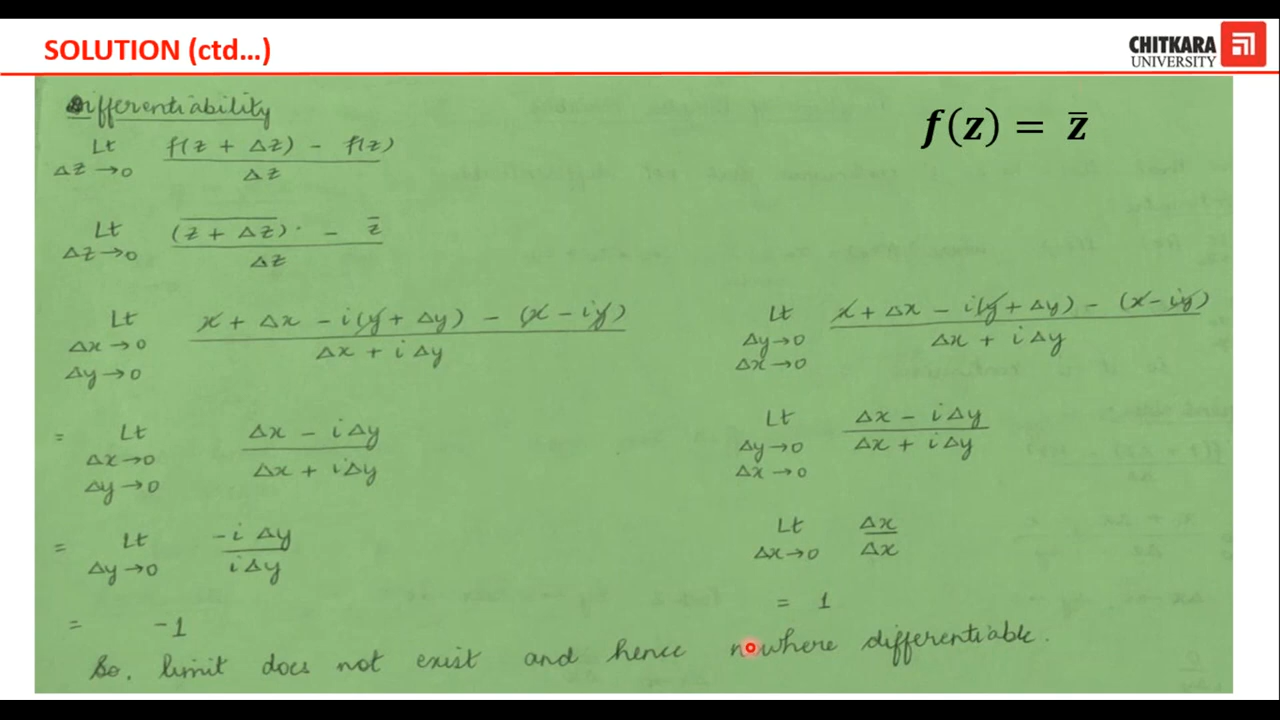 SOLUTION (ctd...)
CHITKARA
UNIVERSITY
Differentiability
f(z) = z̅
Lt Δz→0 (f(z + Δz) - f(z)) / Δz
Lt Δz→0 ((z̅ ̅+̅ ̅Δ̅z̅) - z̅) / Δz
Lt Δx→0 Δy→0 (x + Δx - i(y + Δy) - (x - iy)) / (Δx + iΔy)
= Lt Δx→0 Δy→0 (Δx - iΔy) / (Δx + iΔy)
= Lt Δy→0 (-iΔy) / (iΔy)
= -1
Lt Δy→0 Δx→0 (x + Δx - i(y + Δy) - (x - iy)) / (Δx + iΔy)
Lt Δy→0 Δx→0 (Δx - iΔy) / (Δx + iΔy)
Lt Δx→0 Δx / Δx
= 1
So, limit does not exist and hence nowhere differentiable.